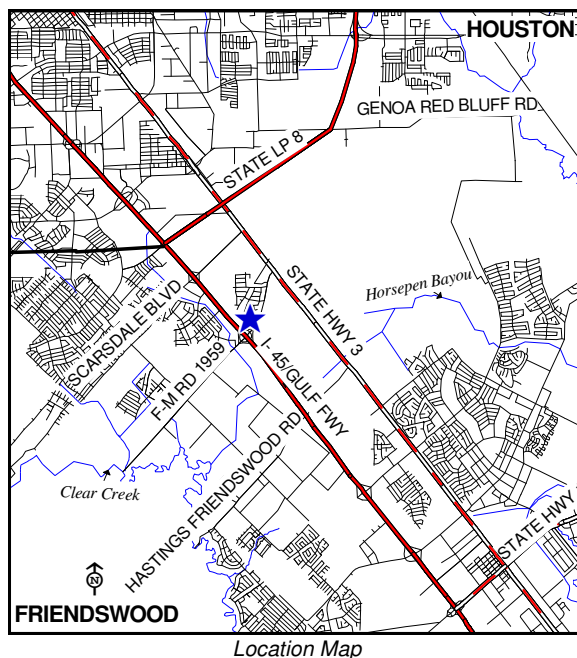 HOUSTON
GENOA RED BLUFF RD
STATE LP 8
STATE HWY 3
Horsepen Bayou
SCARSDALE BLVD
F-M RD 1959
I- 45/GULF FWY
HASTINGS FRIENDSWOOD RD
Clear Creek
STATE HWY
N
FRIENDSWOOD
Location Map